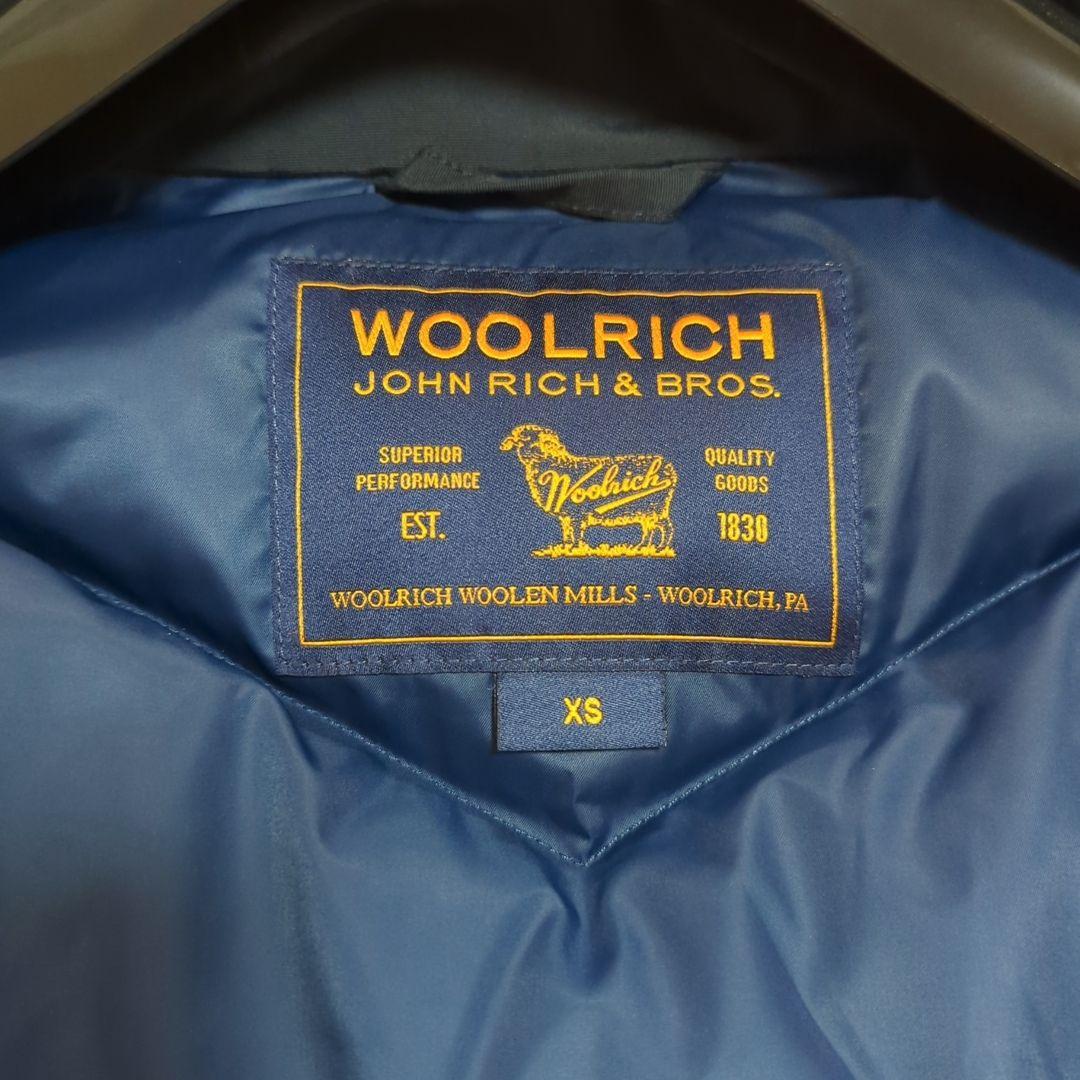 WOOLRICH
JOHN RICH & BROS.
SUPERIOR
PERFORMANCE
EST.
Woolrich
QUALITY
GOODS
1830
WOOLRICH WOOLEN MILLS - WOOLRICH, PA
XS